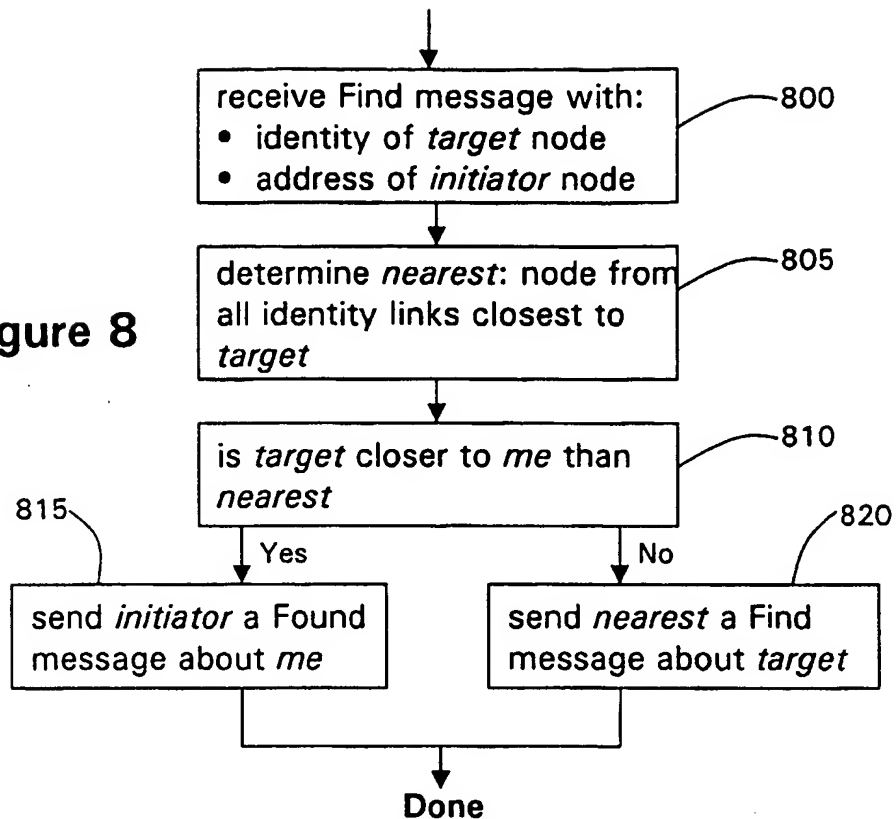 receive Find message with:
• identity of target node
• address of initiator node
800
determine nearest: node from
all identity links closest to
target
805
gure 8
is target closer to me than
nearest
810
815
Yes
No
820
send initiator a Found
message about me
send nearest a Find
message about target
Done